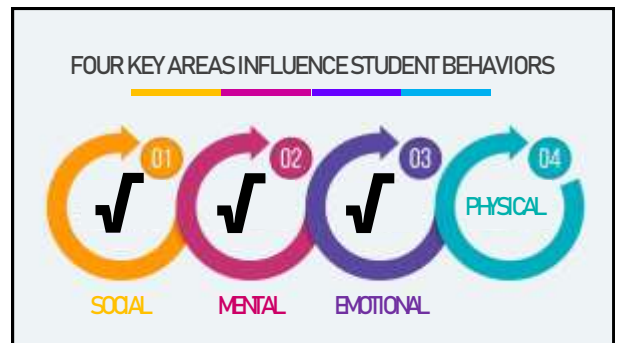 FOUR KEY AREAS INFLUENCE STUDENT BEHAVIORS
01 02 03 04
√ √ √ PHYSICAL
SOCIAL MENTAL EMOTIONAL